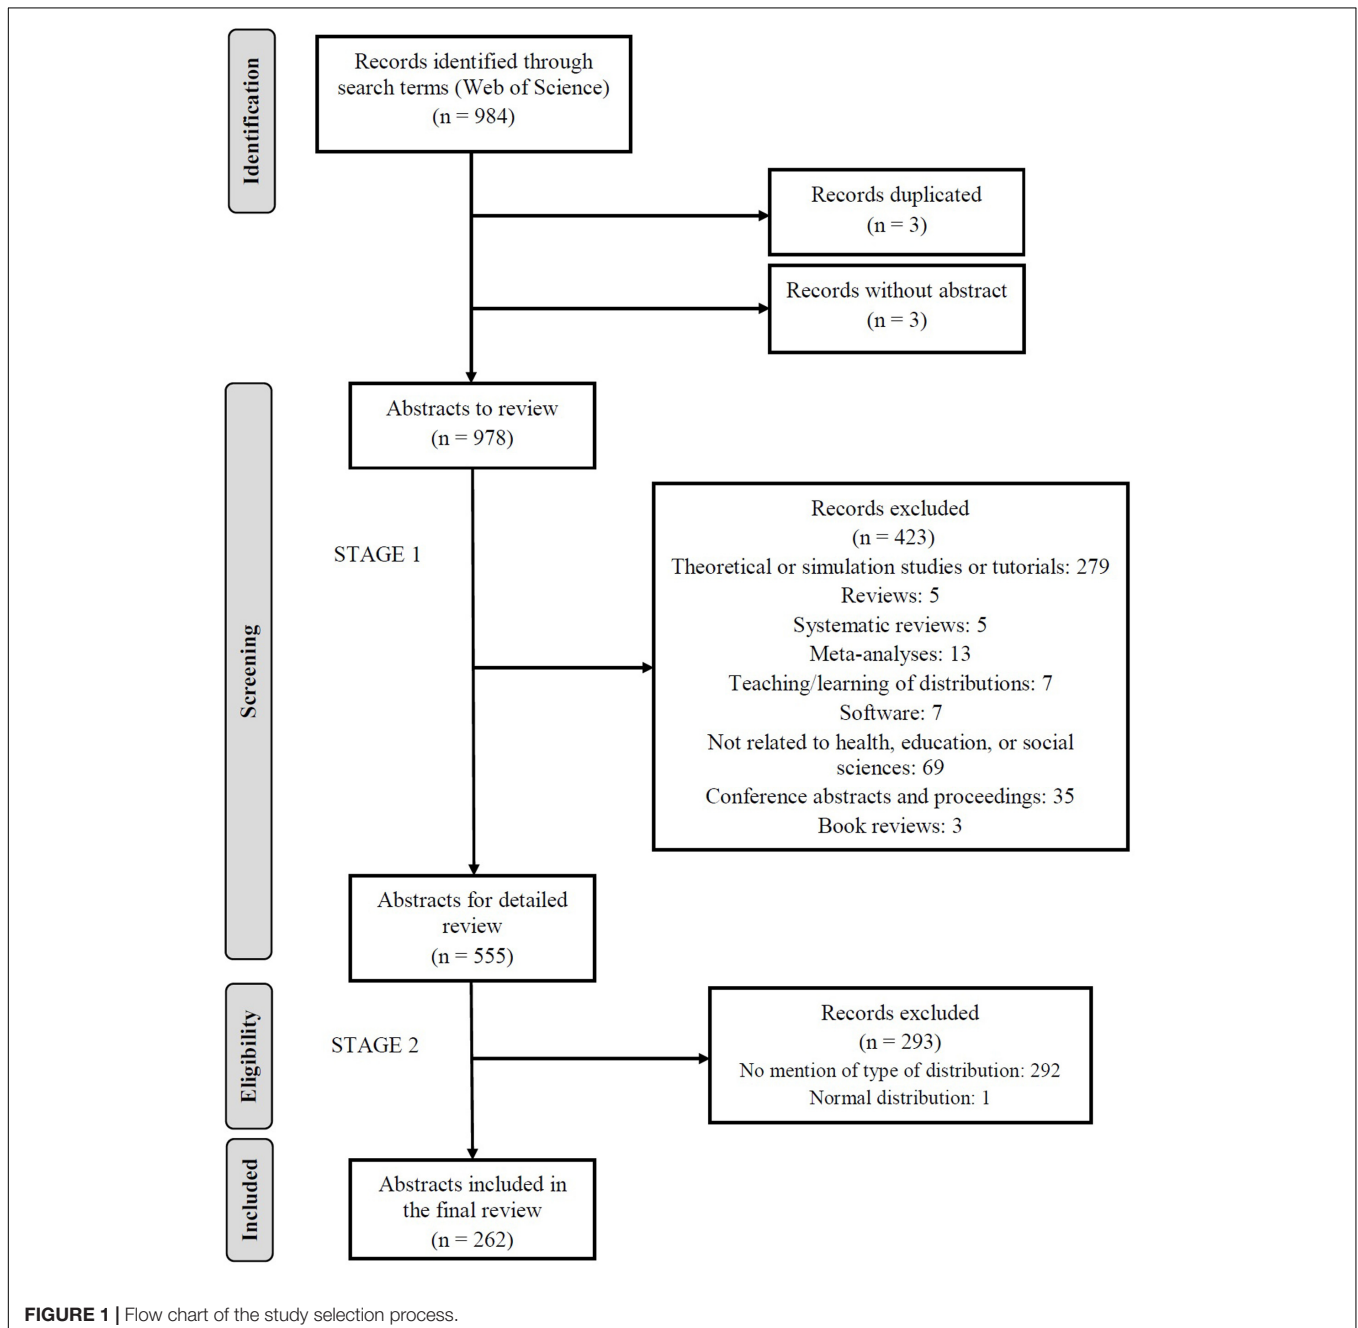 Identification
Records identified through
search terms (Web of Science)
(n = 984)
Records duplicated
(n = 3)
Records without abstract
(n = 3)
Screening
Abstracts to review
(n = 978)
STAGE 1
Records excluded
(n = 423)
Theoretical or simulation studies or tutorials: 279
Reviews: 5
Systematic reviews: 5
Meta-analyses: 13
Teaching/learning of distributions: 7
Software: 7
Not related to health, education, or social
sciences: 69
Conference abstracts and proceedings: 35
Book reviews: 3
Abstracts for detailed
review
(n = 555)
Eligibility
STAGE 2
Records excluded
(n = 293)
No mention of type of distribution: 292
Normal distribution: 1
Included
Abstracts included in
the final review
(n = 262)
FIGURE 1 | Flow chart of the study selection process.